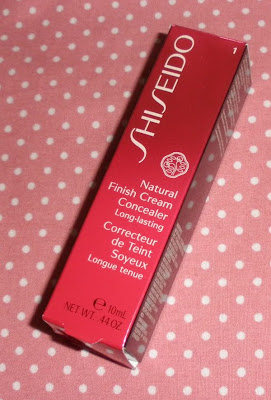 1
SHISEIDO
Natural
Finish Cream
Concealer
Long-lasting
Correcteur
de Teint
Soyeux
Longue tenue
e 10mL
NET WT. .44 OZ.